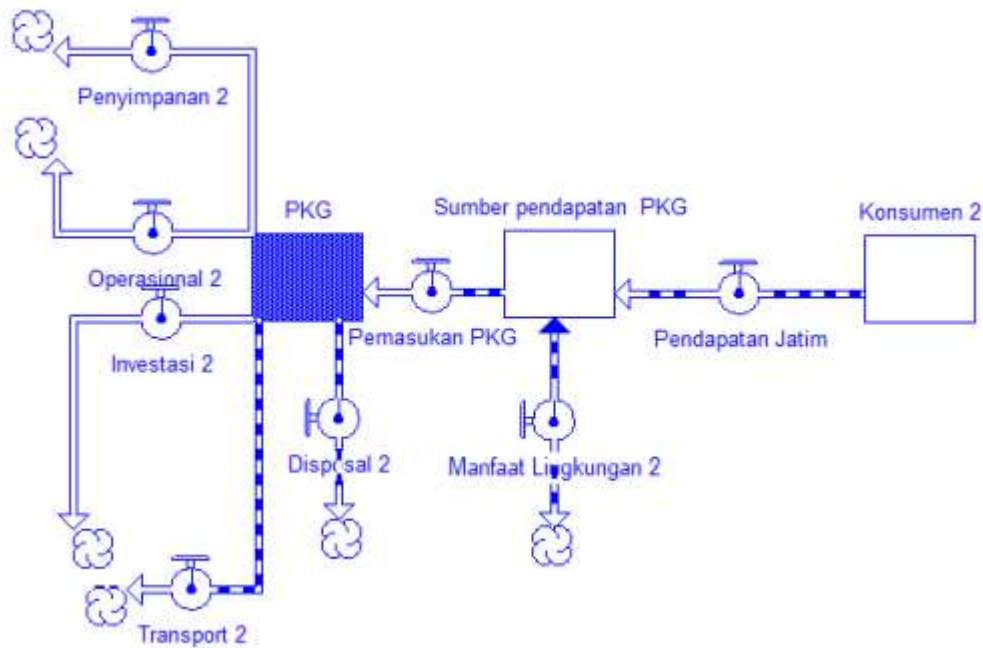 Penyimpanan 2
PKG
Sumber pendapatan PKG
Konsumen 2
Operasional 2
Pemasukan PKG
Pendapatan Jatim
Investasi 2
Disposal 2
Manfaat Lingkungan 2
Transport 2